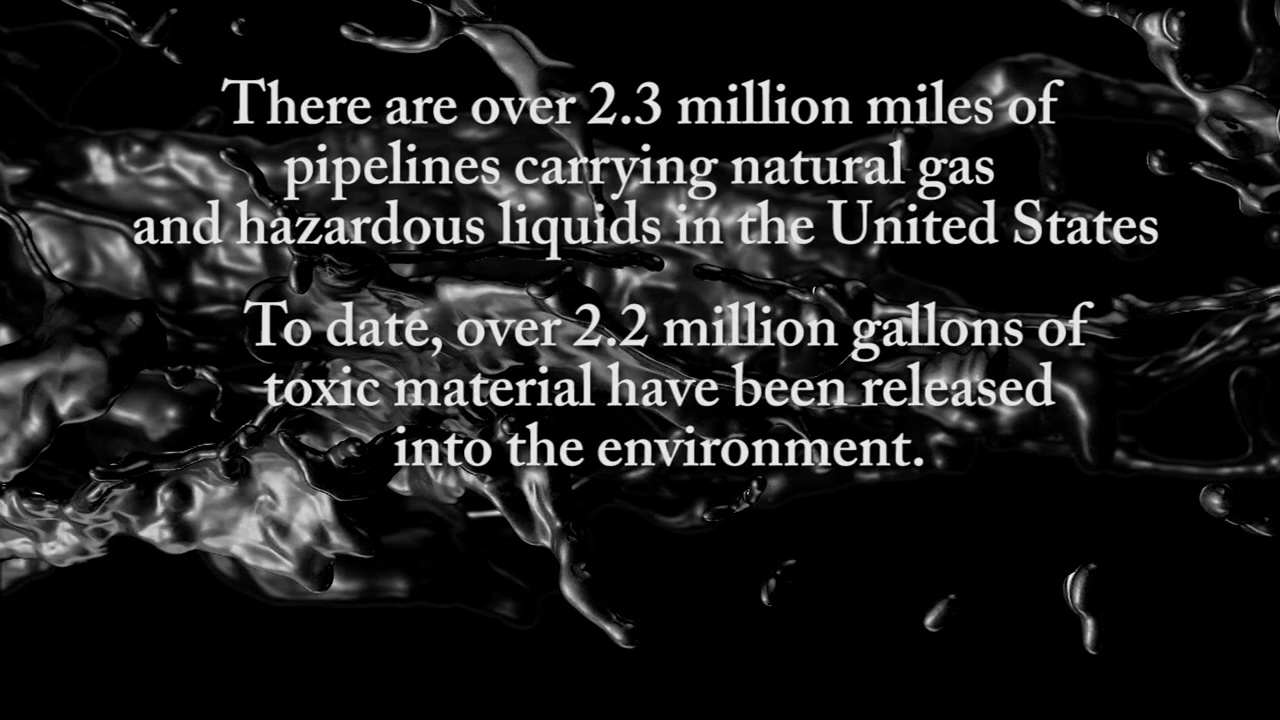 There are over 2.3 million miles of
pipelines carrying natural gas
and hazardous liquids in the United States
To date, over 2.2 million gallons of
toxic material have been released
into the environment.